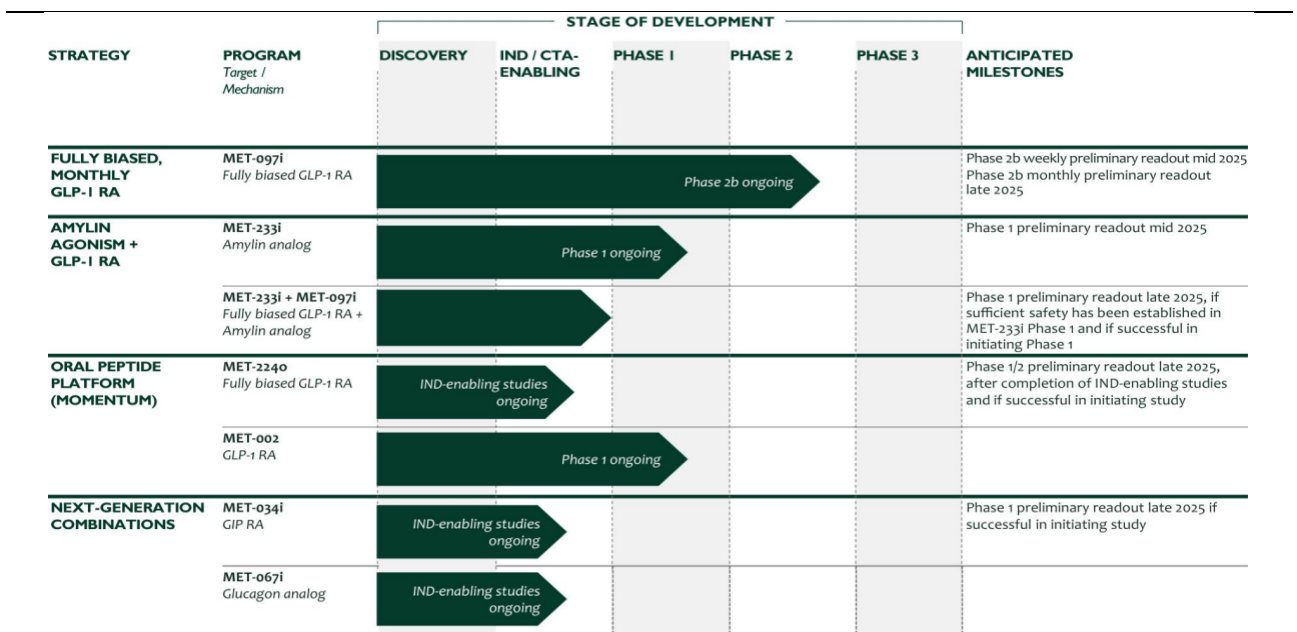 STAGE OF DEVELOPMENT
STRATEGY
PROGRAM
Target /
Mechanism
DISCOVERY
IND / CTA-
ENABLING
PHASE 1
PHASE 2
PHASE 3
ANTICIPATED
MILESTONES
FULLY BIASED,
MONTHLY
GLP-1 RA
MET-097i
Fully biased GLP-1 RA
Phase 2b ongoing
Phase 2b weekly preliminary readout mid 2025
Phase 2b monthly preliminary readout
late 2025
AMYLIN
AGONISM +
GLP-1 RA
MET-233i
Amylin analog
Phase 1 ongoing
Phase 1 preliminary readout mid 2025
MET-233i + MET-097i
Fully biased GLP-1 RA +
Amylin analog
Phase 1 preliminary readout late 2025, if
sufficient safety has been established in
MET-233i Phase 1 and if successful in
initiating Phase 1
ORAL PEPTIDE
PLATFORM
(MOMENTUM)
MET-224o
Fully biased GLP-1 RA
IND-enabling studies
ongoing
Phase 1/2 preliminary readout late 2025,
after completion of IND-enabling studies
and if successful in initiating study
MET-002
GLP-1 RA
Phase 1 ongoing
NEXT-GENERATION
COMBINATIONS
MET-034i
GIP RA
IND-enabling studies
ongoing
Phase 1 preliminary readout late 2025 if
successful in initiating study
MET-067i
Glucagon analog
IND-enabling studies
ongoing